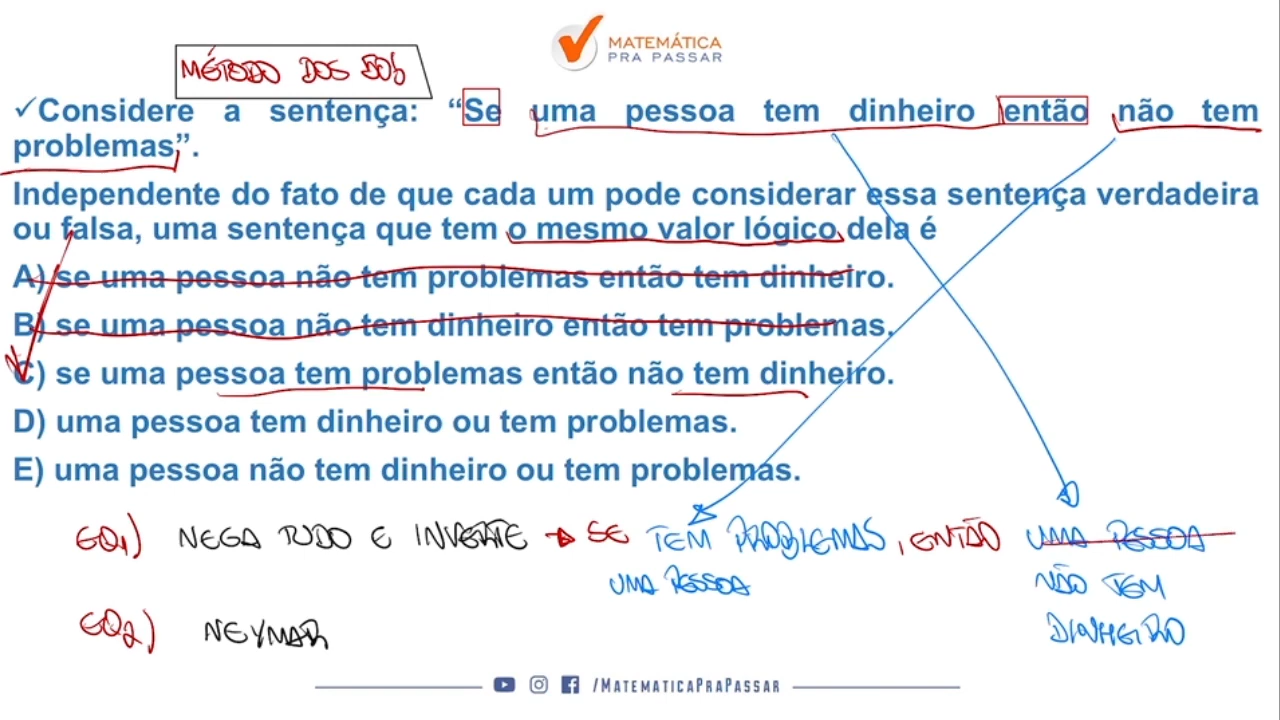 MATEMÁTICA
PRA PASSAR
MÉTODO DOS 50%
✓Considere a sentença: “Se uma pessoa tem dinheiro então não tem
problemas”.
Independente do fato de que cada um pode considerar essa sentença verdadeira
ou falsa, uma sentença que tem o mesmo valor lógico dela é
A) se uma pessoa não tem problemas então tem dinheiro.
B) se uma pessoa não tem dinheiro então tem problemas.
C) se uma pessoa tem problemas então não tem dinheiro.
D) uma pessoa tem dinheiro ou tem problemas.
E) uma pessoa não tem dinheiro ou tem problemas.
EQ1) NEGA TUDO E INVERTE → SE TEM PROBLEMAS, ENTÃO UMA PESSOA
UMA PESSOA NÃO TEM
EQ2) NEYMAR DINHEIRO
/MATEMATICAPRAPASSAR